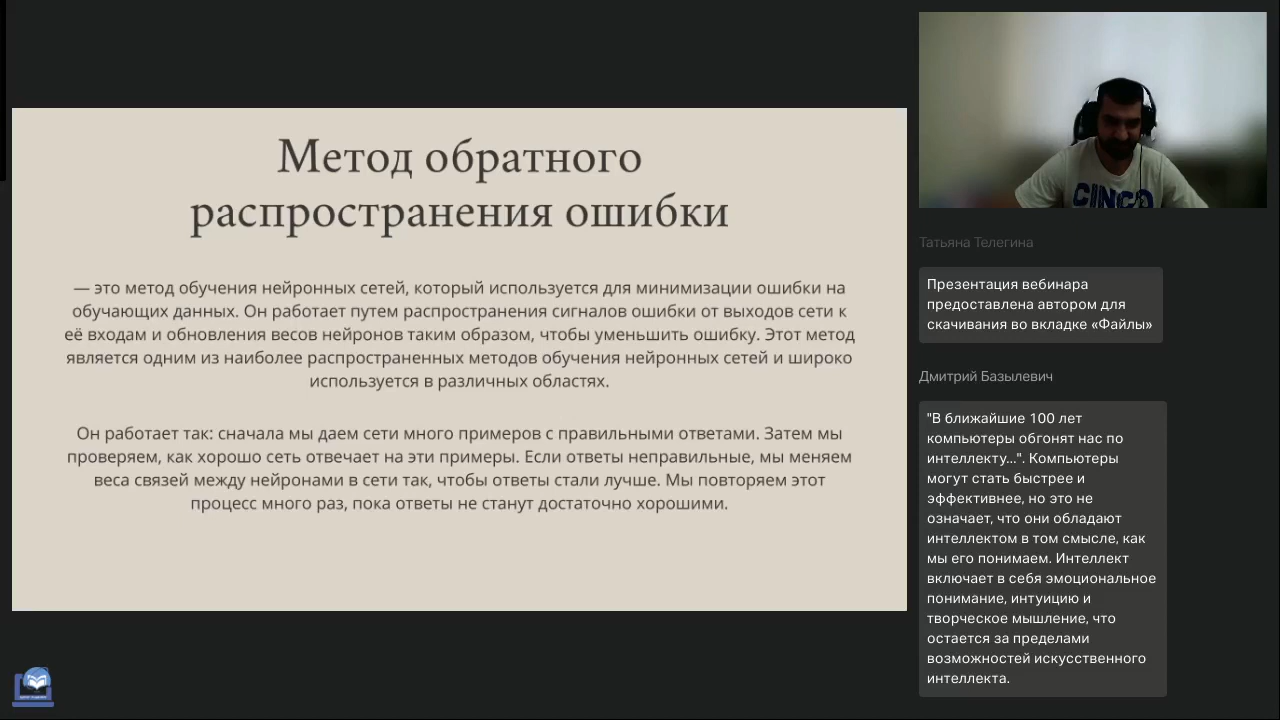 Метод обратного
распространения ошибки
— это метод обучения нейронных сетей, который используется для минимизации ошибки на
обучающих данных. Он работает путем распространения сигналов ошибки от выходов сети к
её входам и обновления весов нейронов таким образом, чтобы уменьшить ошибку. Этот метод
является одним из наиболее распространенных методов обучения нейронных сетей и широко
используется в различных областях.
Он работает так: сначала мы даем сети много примеров с правильными ответами. Затем мы
проверяем, как хорошо сеть отвечает на эти примеры. Если ответы неправильные, мы меняем
веса связей между нейронами в сети так, чтобы ответы стали лучше. Мы повторяем этот
процесс много раз, пока ответы не станут достаточно хорошими.
CINCO
Татьяна Телегина
Презентация вебинара
предоставлена автором для
скачивания во вкладке «Файлы»
Дмитрий Базылевич
"В ближайшие 100 лет
компьютеры обгонят нас по
интеллекту...". Компьютеры
могут стать быстрее и
эффективнее, но это не
означает, что они обладают
интеллектом в том смысле, как
мы его понимаем. Интеллект
включает в себя эмоциональное
понимание, интуицию и
творческое мышление, что
остается за пределами
возможностей искусственного
интеллекта.